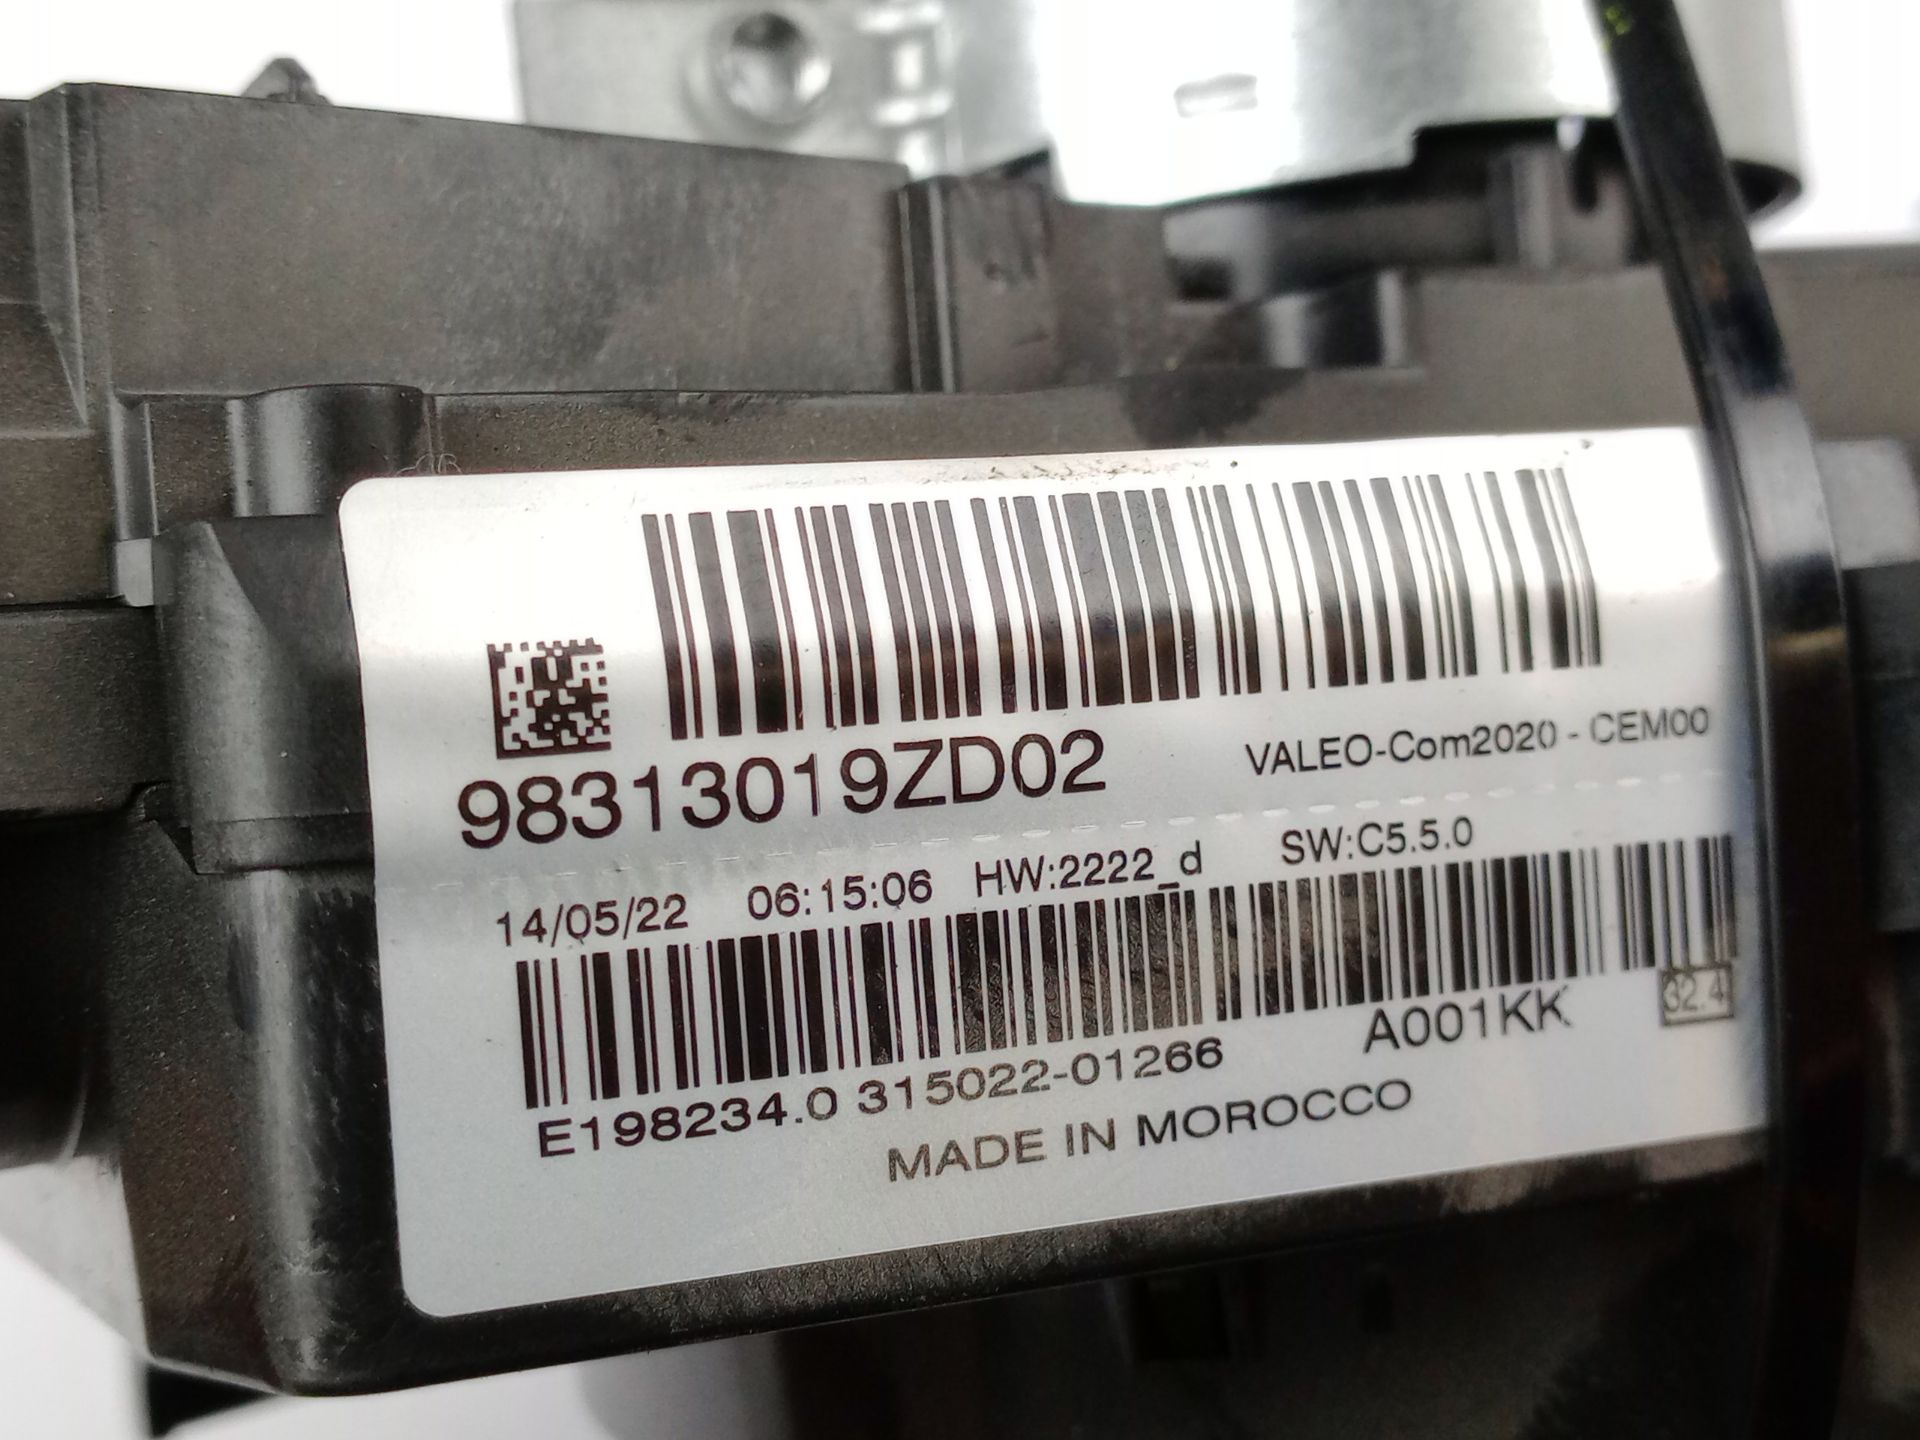 98313019ZD02
VALEO-Com2020 - CEM00
14/05/22 06:15:06 HW:2222_d SW:C5.5.0
E198234.0 315022-01266 A001KK 32.4
MADE IN MOROCCO